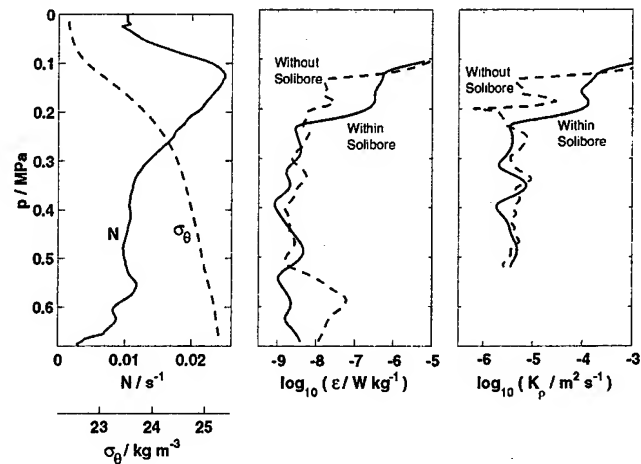 0
0.1
0.2
0.3
0.4
0.5
0.6
p / MPa
N
σθ
0 0.01 0.02
N / s⁻¹
23 24 25
σθ / kg m⁻³
Without
Solibore
Within
Solibore
-9 -8 -7 -6 -5
log₁₀ ( ε / W kg⁻¹)
Without
Solibore
Within
Solibore
-6 -5 -4 -3
log₁₀ ( Kρ / m² s⁻¹)